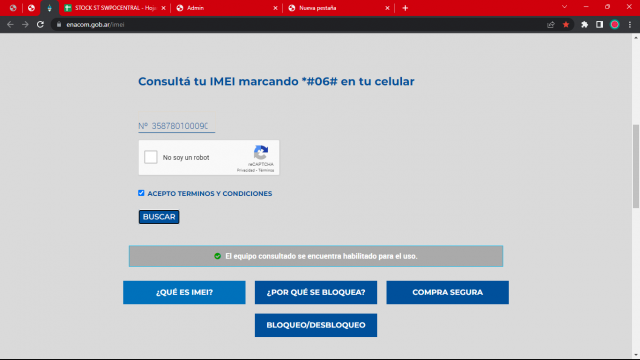 STOCK ST SWPOCENTRAL - Hoja
Admin
Nueva pestaña
enacom.gob.ar/imei
Consultá tu IMEI marcando *#06# en tu celular
Nº 35878010009
No soy un robot
reCAPTCHA
Privacidad - Términos
ACEPTO TERMINOS Y CONDICIONES
BUSCAR
El equipo consultado se encuentra habilitado para el uso.
¿QUÉ ES IMEI?
¿POR QUÉ SE BLOQUEA?
COMPRA SEGURA
BLOQUEO/DESBLOQUEO